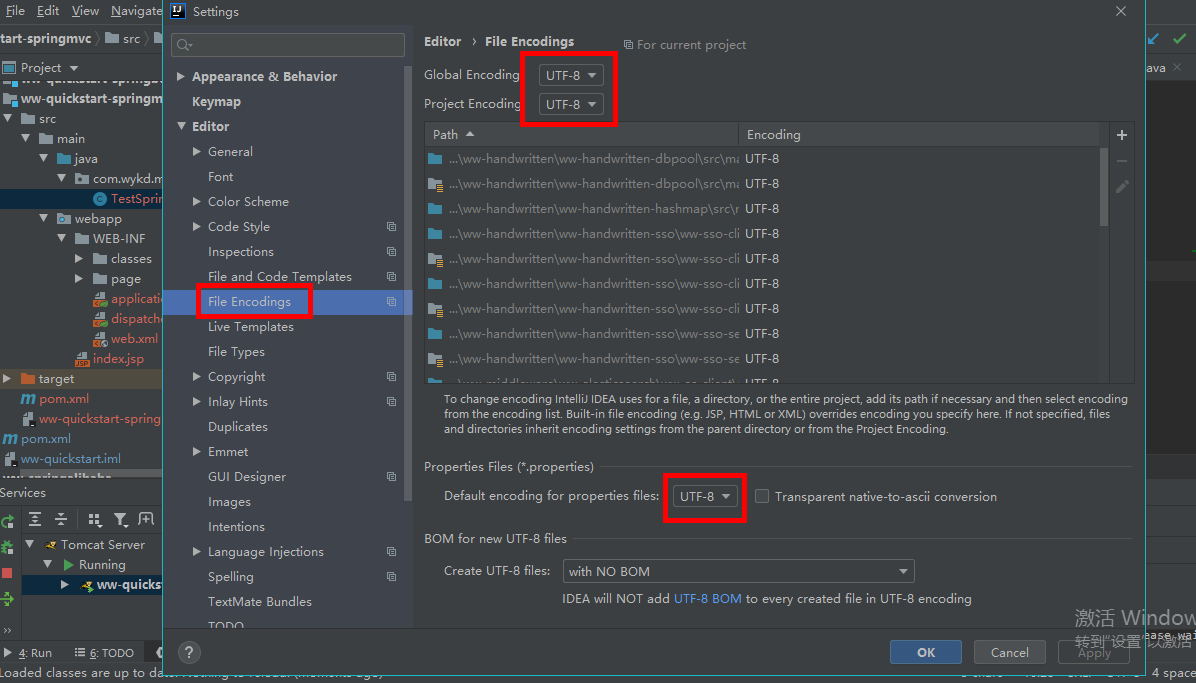 File Edit View Navigate
Settings
tart-springmvc src
Project
ww-quickstart-springm
src
main
java
com.wykd.m
TestSprin
webapp
WEB-INF
classes
page
applicatio
dispatche
web.xml
index.jsp
target
pom.xml
ww-quickstart-spring
pom.xml
ww-quickstart.iml
Services
Tomcat Server
Running
ww-quicks
4: Run 6: TODO
Appearance & Behavior
Keymap
Editor
General
Font
Color Scheme
Code Style
Inspections
File and Code Templates
File Encodings
Live Templates
File Types
Copyright
Inlay Hints
Duplicates
Emmet
GUI Designer
Images
Intentions
Language Injections
Spelling
TextMate Bundles
TODO
Editor › File Encodings For current project
Global Encoding UTF-8
Project Encoding UTF-8
Path Encoding
...\ww-handwritten\ww-handwritten-dbpool\src\ma UTF-8
...\ww-handwritten\ww-handwritten-dbpool\src\ma UTF-8
...\ww-handwritten\ww-handwritten-hashmap\src\r UTF-8
...\ww-handwritten\ww-handwritten-sso\ww-sso-cli UTF-8
...\ww-handwritten\ww-handwritten-sso\ww-sso-cli UTF-8
...\ww-handwritten\ww-handwritten-sso\ww-sso-cli UTF-8
...\ww-handwritten\ww-handwritten-sso\ww-sso-cli UTF-8
...\ww-handwritten\ww-handwritten-sso\ww-sso-se UTF-8
...\ww-handwritten\ww-handwritten-sso\ww-sso-se UTF-8
UTF-8
To change encoding IntelliJ IDEA uses for a file, a directory, or the entire project, add its path if necessary and then select encoding
from the encoding list. Built-in file encoding (e.g. JSP, HTML or XML) overrides encoding you specify here. If not specified, files
and directories inherit encoding settings from the parent directory or from the Project Encoding.
Properties Files (*.properties)
Default encoding for properties files: UTF-8 Transparent native-to-ascii conversion
BOM for new UTF-8 files
Create UTF-8 files: with NO BOM
IDEA will NOT add UTF-8 BOM to every created file in UTF-8 encoding
? OK Cancel Apply
ava
激活 Window
转到"设置"以激活
ease wai
Loaded classes are up to da
4 space